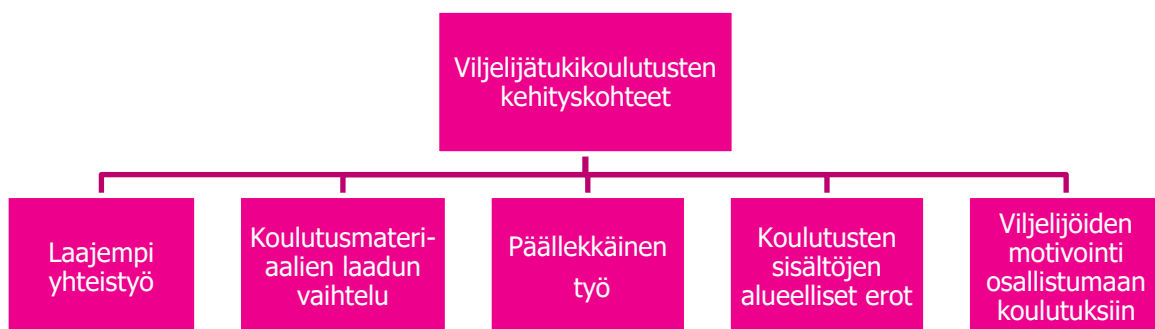 Viljelijätukikoulutusten
kehityskohteet
Laajempi
yhteistyö
Koulutusmateri-
aalien laadun
vaihtelu
Päällekkäinen
työ
Koulutusten
sisältöjen
alueelliset erot
Viljelijöiden
motivointi
osallistumaan
koulutuksiin